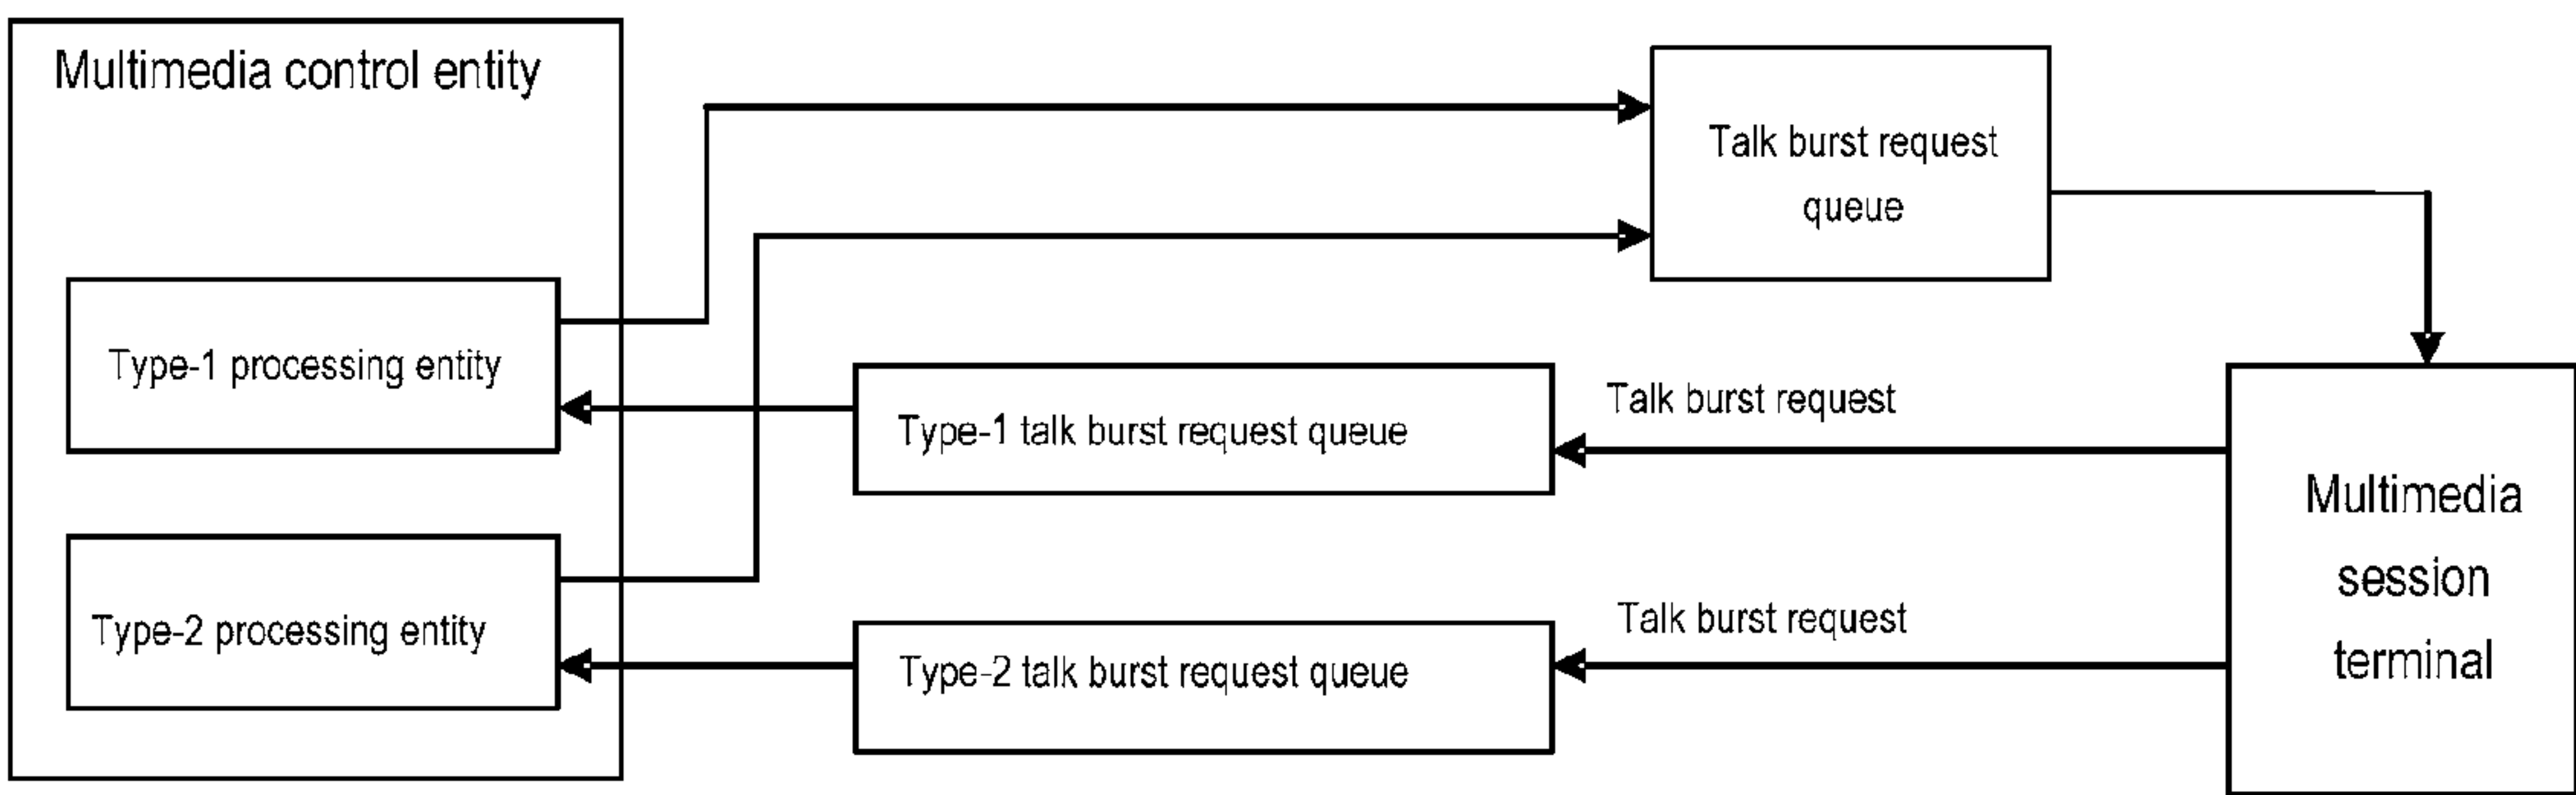 Multimedia control entity
Talk burst request
queue
Type-1 processing entity
Type-1 talk burst request queue
Talk burst request
Type-2 processing entity
Type-2 talk burst request queue
Talk burst request
Multimedia
session
terminal